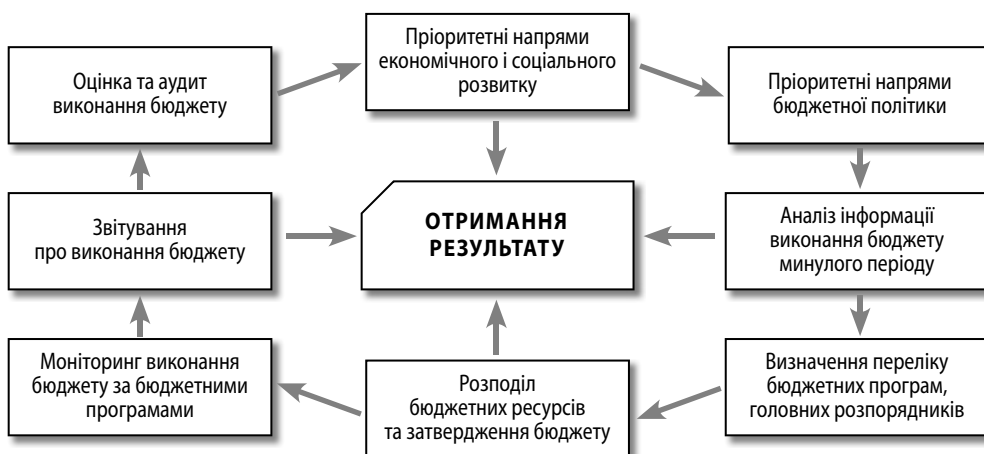 Оцінка та аудит
виконання бюджету
Пріоритетні напрями
економічного і соціального
розвитку
Пріоритетні напрями
бюджетної політики
Звітування
про виконання бюджету
ОТРИМАННЯ
РЕЗУЛЬТАТУ
Аналіз інформації
виконання бюджету
минулого періоду
Моніторинг виконання
бюджету за бюджетними
програмами
Розподіл
бюджетних ресурсів
та затвердження бюджету
Визначення переліку
бюджетних програм,
головних розпорядників